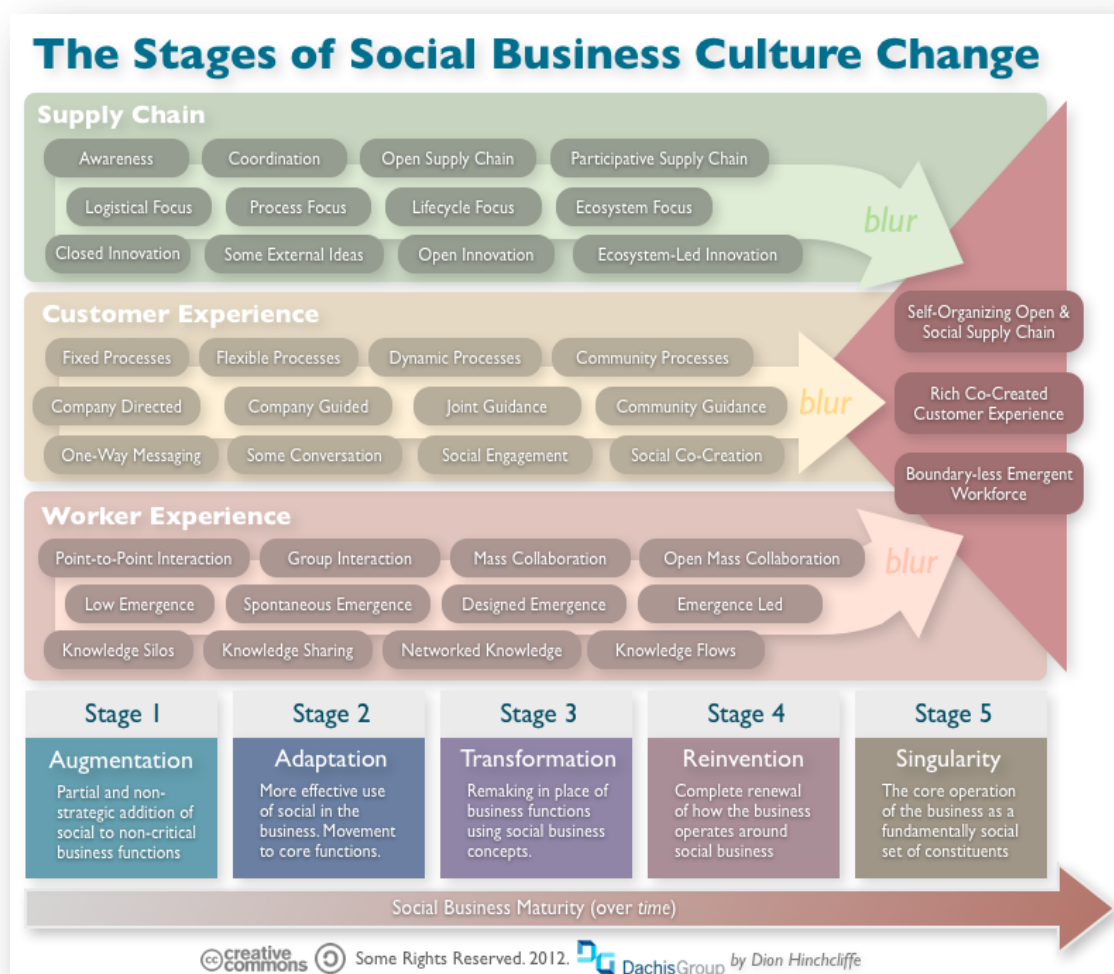 The Stages of Social Business Culture Change
Supply Chain
Awareness
Coordination
Open Supply Chain
Participative Supply Chain
Logistical Focus
Process Focus
Lifecycle Focus
Ecosystem Focus
Closed Innovation
Some External Ideas
Open Innovation
Ecosystem-Led Innovation
blur
Customer Experience
Fixed Processes
Flexible Processes
Dynamic Processes
Community Processes
Company Directed
Company Guided
Joint Guidance
Community Guidance
One-Way Messaging
Some Conversation
Social Engagement
Social Co-Creation
blur
Worker Experience
Point-to-Point Interaction
Group Interaction
Mass Collaboration
Open Mass Collaboration
Low Emergence
Spontaneous Emergence
Designed Emergence
Emergence Led
Knowledge Silos
Knowledge Sharing
Networked Knowledge
Knowledge Flows
blur
Self-Organizing Open &
Social Supply Chain
Rich Co-Created
Customer Experience
Boundary-less Emergent
Workforce
Stage 1
Augmentation
Partial and non-
strategic addition of
social to non-critical
business functions
Stage 2
Adaptation
More effective use
of social in the
business. Movement
to core functions.
Stage 3
Transformation
Remaking in place of
business functions
using social business
concepts.
Stage 4
Reinvention
Complete renewal
of how the business
operates around
social business
Stage 5
Singularity
The core operation
of the business as a
fundamentally social
set of constituents
Social Business Maturity (over time)
cc creative
commons
Some Rights Reserved. 2012.
DachisGroup
by Dion Hinchcliffe